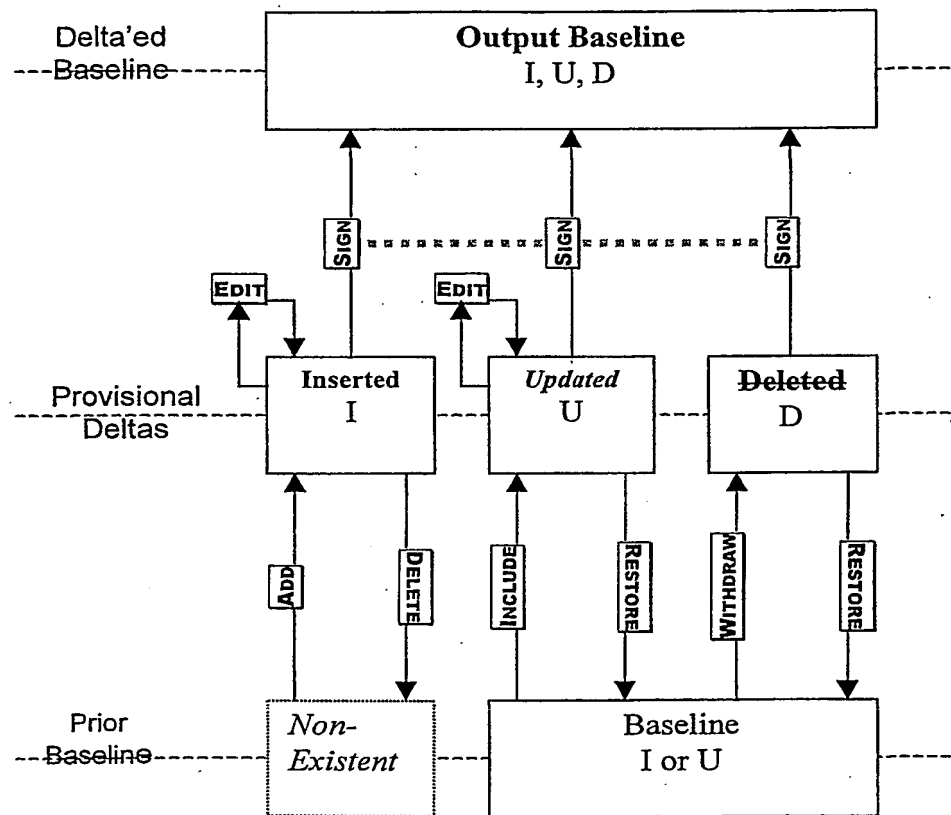 Delta'ed
Baseline
Output Baseline
I, U, D
SIGN
SIGN
SIGN
EDIT
EDIT
Provisional
Deltas
Inserted
I
Updated
U
Deleted
D
ADD
DELETE
INCLUDE
RESTORE
WITHDRAW
RESTORE
Prior
Baseline
Non-
Existent
Baseline
I or U